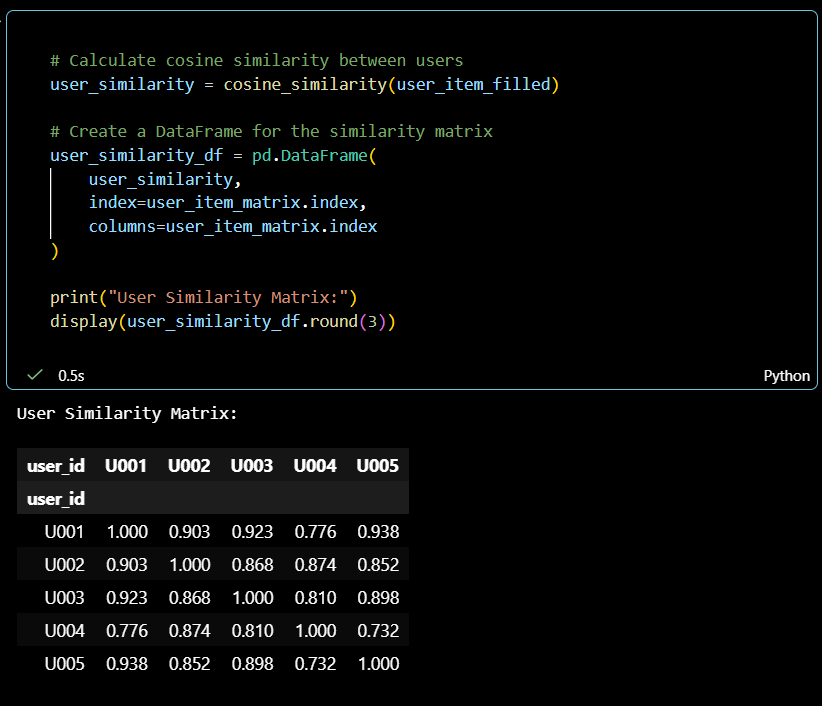 # Calculate cosine similarity between users
user_similarity = cosine_similarity(user_item_filled)
# Create a DataFrame for the similarity matrix
user_similarity_df = pd.DataFrame(
    user_similarity,
    index=user_item_matrix.index,
    columns=user_item_matrix.index
)
print("User Similarity Matrix:")
display(user_similarity_df.round(3))
0.5s Python
User Similarity Matrix:
user_id U001 U002 U003 U004 U005
user_id
U001 1.000 0.903 0.923 0.776 0.938
U002 0.903 1.000 0.868 0.874 0.852
U003 0.923 0.868 1.000 0.810 0.898
U004 0.776 0.874 0.810 1.000 0.732
U005 0.938 0.852 0.898 0.732 1.000